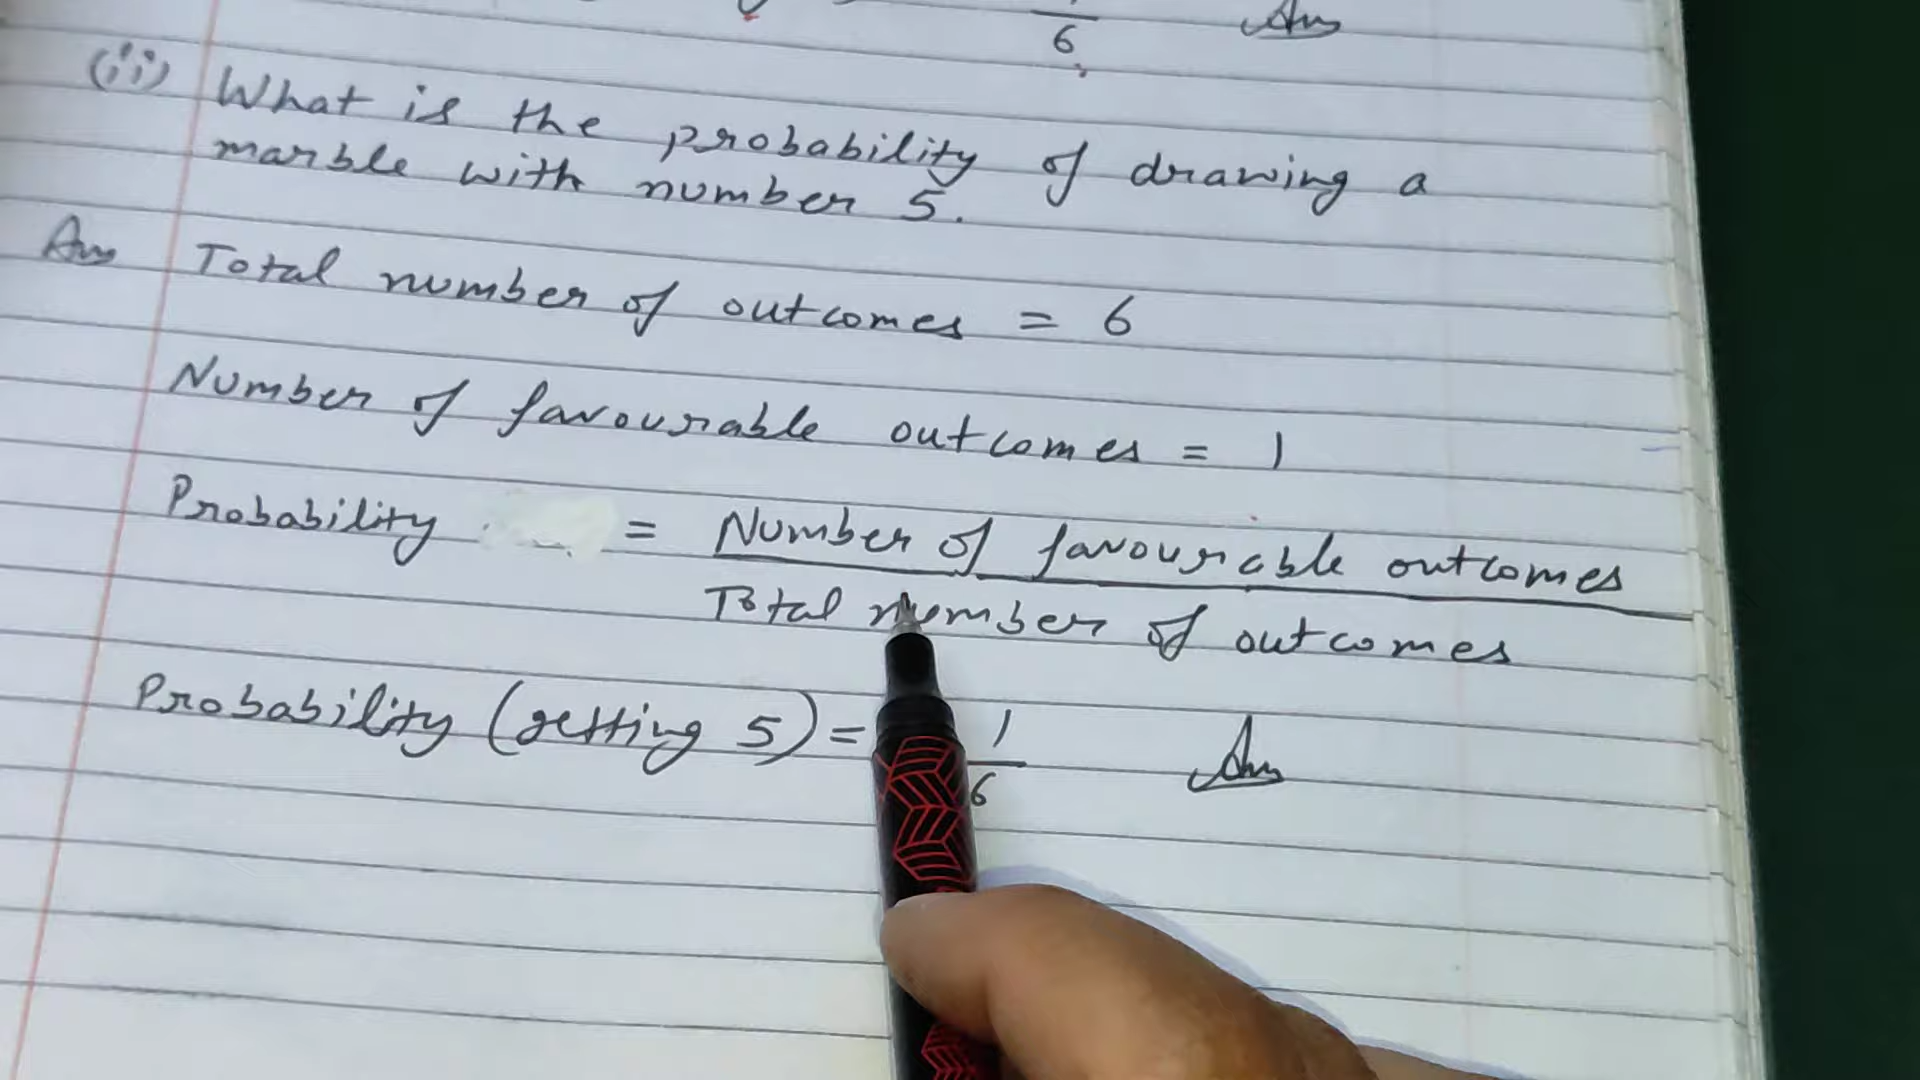 6 Ans
(ii) What is the probability of drawing a
marble with number 5.
Ans Total number of outcomes = 6
Number of favourable outcomes = 1
Probability = Number of favourable outcomes
Total number of outcomes
Probability (getting 5) = 1
6 Ans